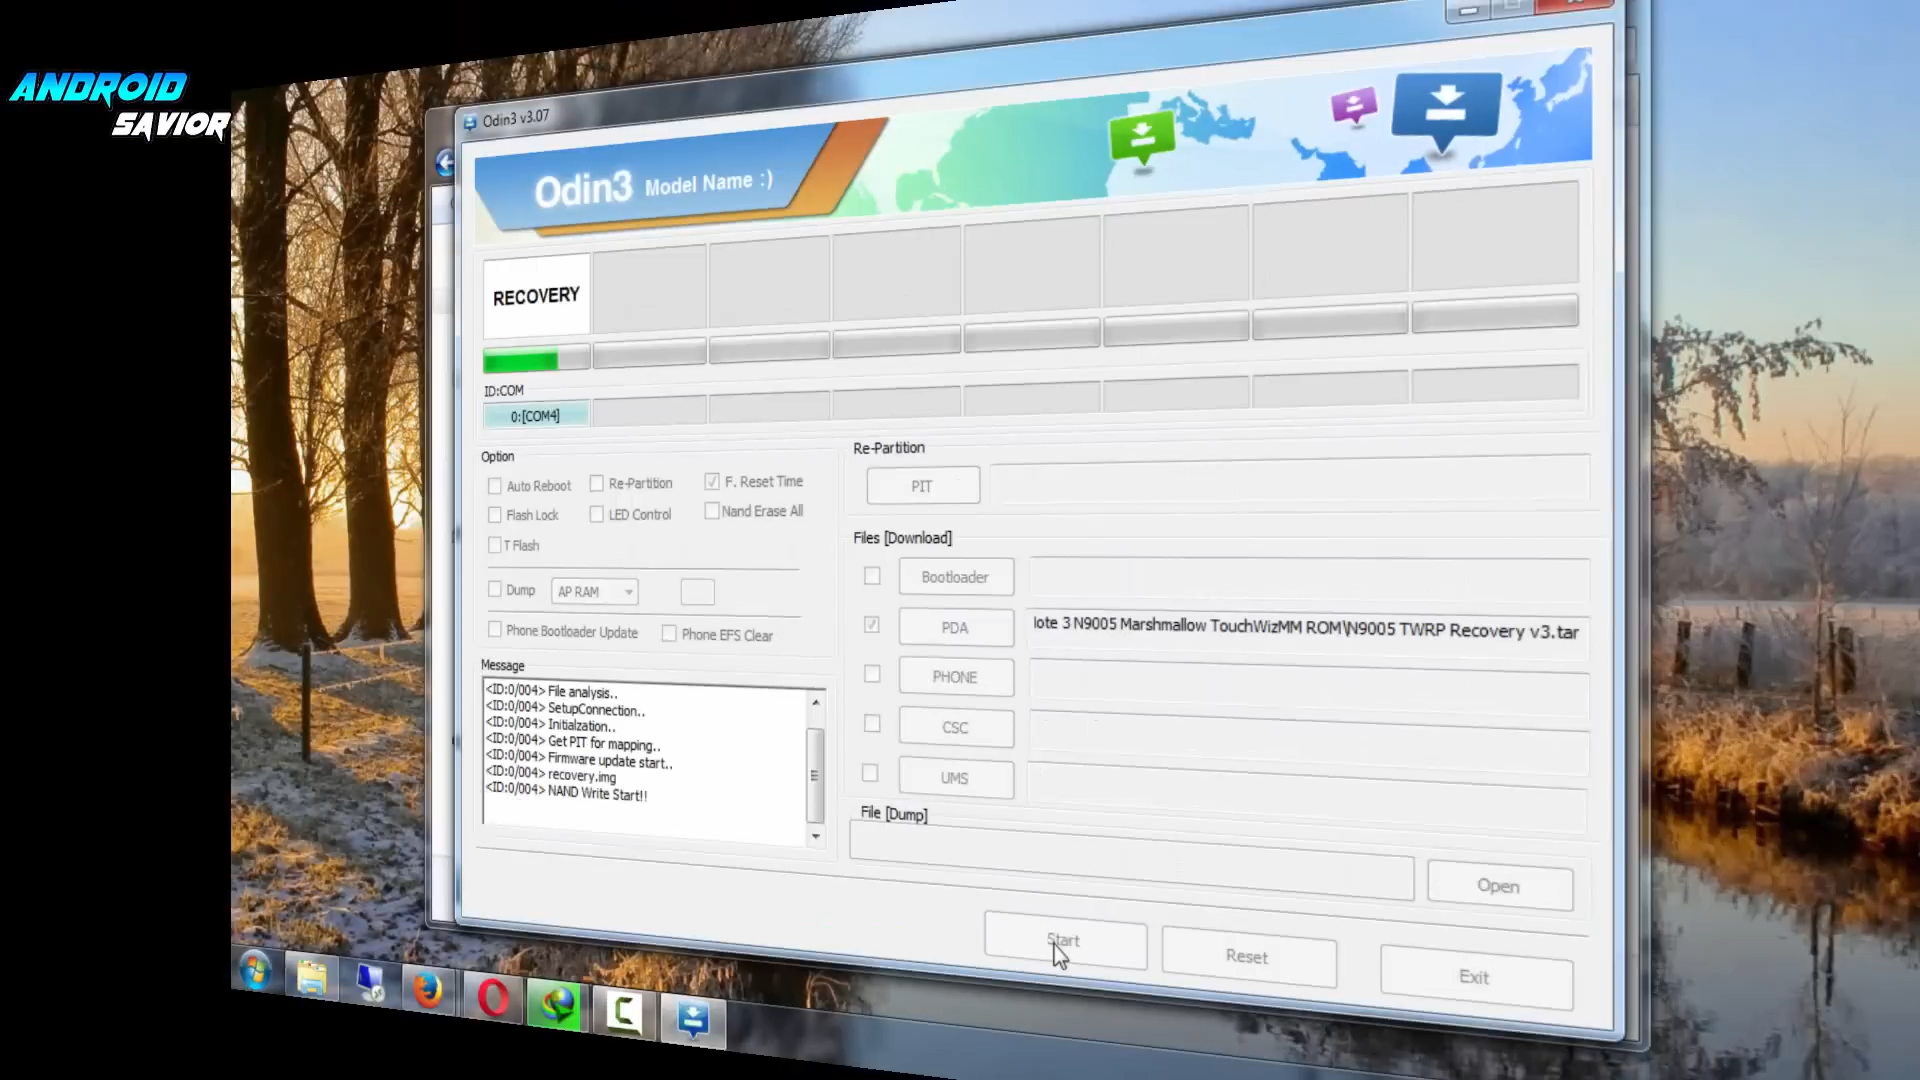 ANDROID
SAVIOR
Odin3 v3.07
Odin3 Model Name :)
RECOVERY
ID:COM
0:[COM4]
Option
Auto Reboot Re-Partition F. Reset Time
Flash Lock LED Control Nand Erase All
T Flash
Dump AP RAM
Phone Bootloader Update Phone EFS Clear
Message
<ID:0/004> File analysis..
<ID:0/004> SetupConnection..
<ID:0/004> Initialzation..
<ID:0/004> Get PIT for mapping..
<ID:0/004> Firmware update start..
<ID:0/004> recovery.img
<ID:0/004> NAND Write Start!!
Re-Partition
PIT
Files [Download]
Bootloader
PDA lote 3 N9005 Marshmallow TouchWizMM ROM\N9005 TWRP Recovery v3.tar
PHONE
CSC
UMS
File [Dump]
Open
Start Reset Exit